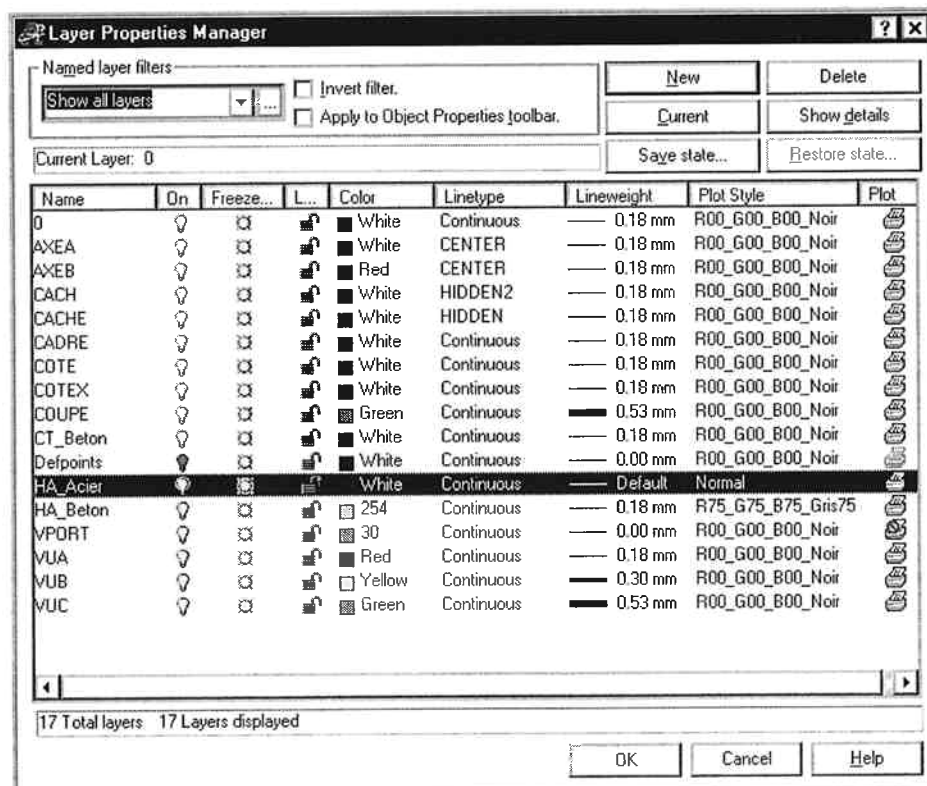 Layer Properties Manager
Named layer filters
Show all layers
...
Invert filter.
Apply to Object Properties toolbar.
New
Delete
Current
Show details
Current Layer: 0
Save state...
Restore state...
Name On Freeze... L... Color Linetype Lineweight Plot Style Plot
0 White Continuous 0.18 mm R00_G00_B00_Noir
AXEA White CENTER 0.18 mm R00_G00_B00_Noir
AXEB Red CENTER 0.18 mm R00_G00_B00_Noir
CACH White HIDDEN2 0.18 mm R00_G00_B00_Noir
CACHE White HIDDEN 0.18 mm R00_G00_B00_Noir
CADRE White Continuous 0.18 mm R00_G00_B00_Noir
COTE White Continuous 0.18 mm R00_G00_B00_Noir
COTEX White Continuous 0.18 mm R00_G00_B00_Noir
COUPE Green Continuous 0.53 mm R00_G00_B00_Noir
CT_Beton White Continuous 0.18 mm R00_G00_B00_Noir
Defpoints White Continuous 0.00 mm R00_G00_B00_Noir
HA_Acier White Continuous Default Normal
HA_Beton 254 Continuous 0.18 mm R75_G75_B75_Gris75
VPORT 30 Continuous 0.00 mm R00_G00_B00_Noir
VUA Red Continuous 0.18 mm R00_G00_B00_Noir
VUB Yellow Continuous 0.30 mm R00_G00_B00_Noir
VUC Green Continuous 0.53 mm R00_G00_B00_Noir
17 Total layers 17 Layers displayed
OK Cancel Help